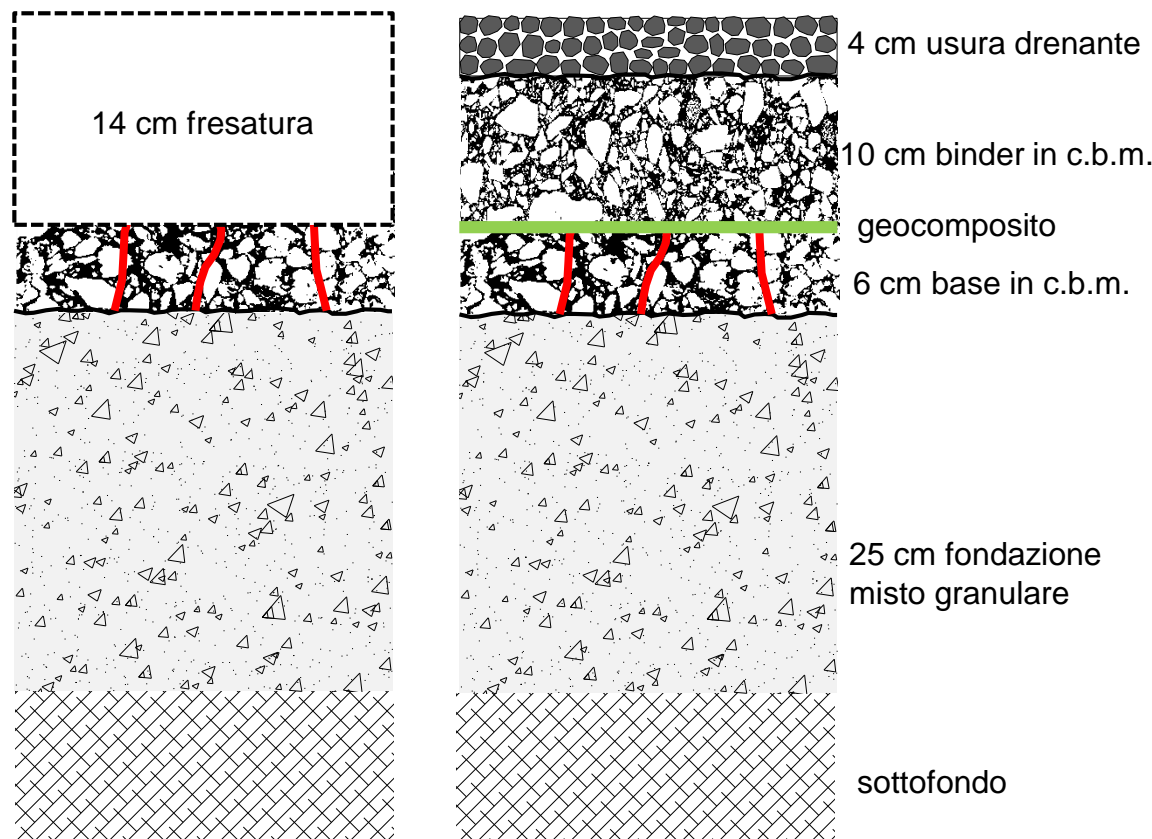 14 cm fresatura
4 cm usura drenante
10 cm binder in c.b.m.
geocomposito
6 cm base in c.b.m.
25 cm fondazione
misto granulare
sottofondo